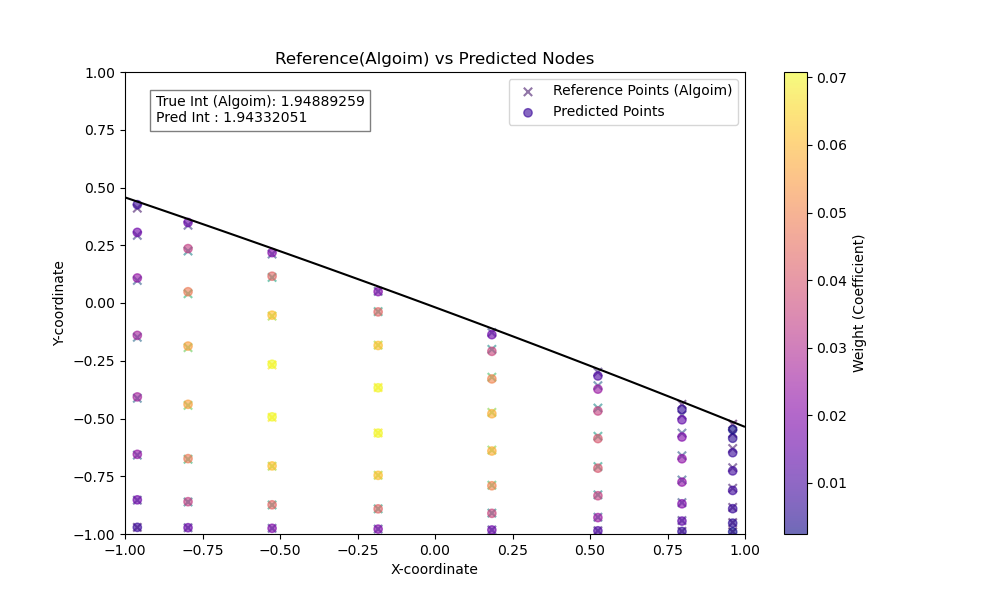 Reference(Algoim) vs Predicted Nodes
True Int (Algoim): 1.94889259
Pred Int : 1.94332051
Reference Points (Algoim)
Predicted Points
1.00
0.75
0.50
0.25
0.00
−0.25
−0.50
−0.75
−1.00
Y-coordinate
−1.00 −0.75 −0.50 −0.25 0.00 0.25 0.50 0.75 1.00
X-coordinate
0.07
0.06
0.05
0.04
0.03
0.02
0.01
Weight (Coefficient)